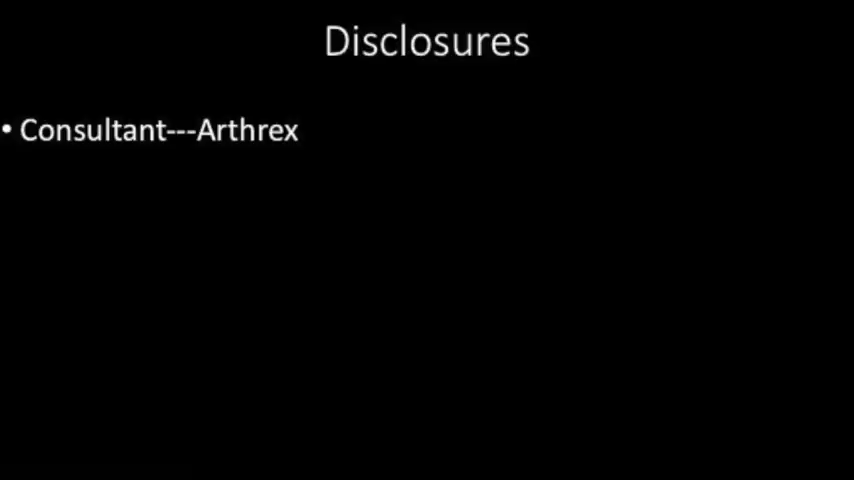 Disclosures
• Consultant---Arthrex